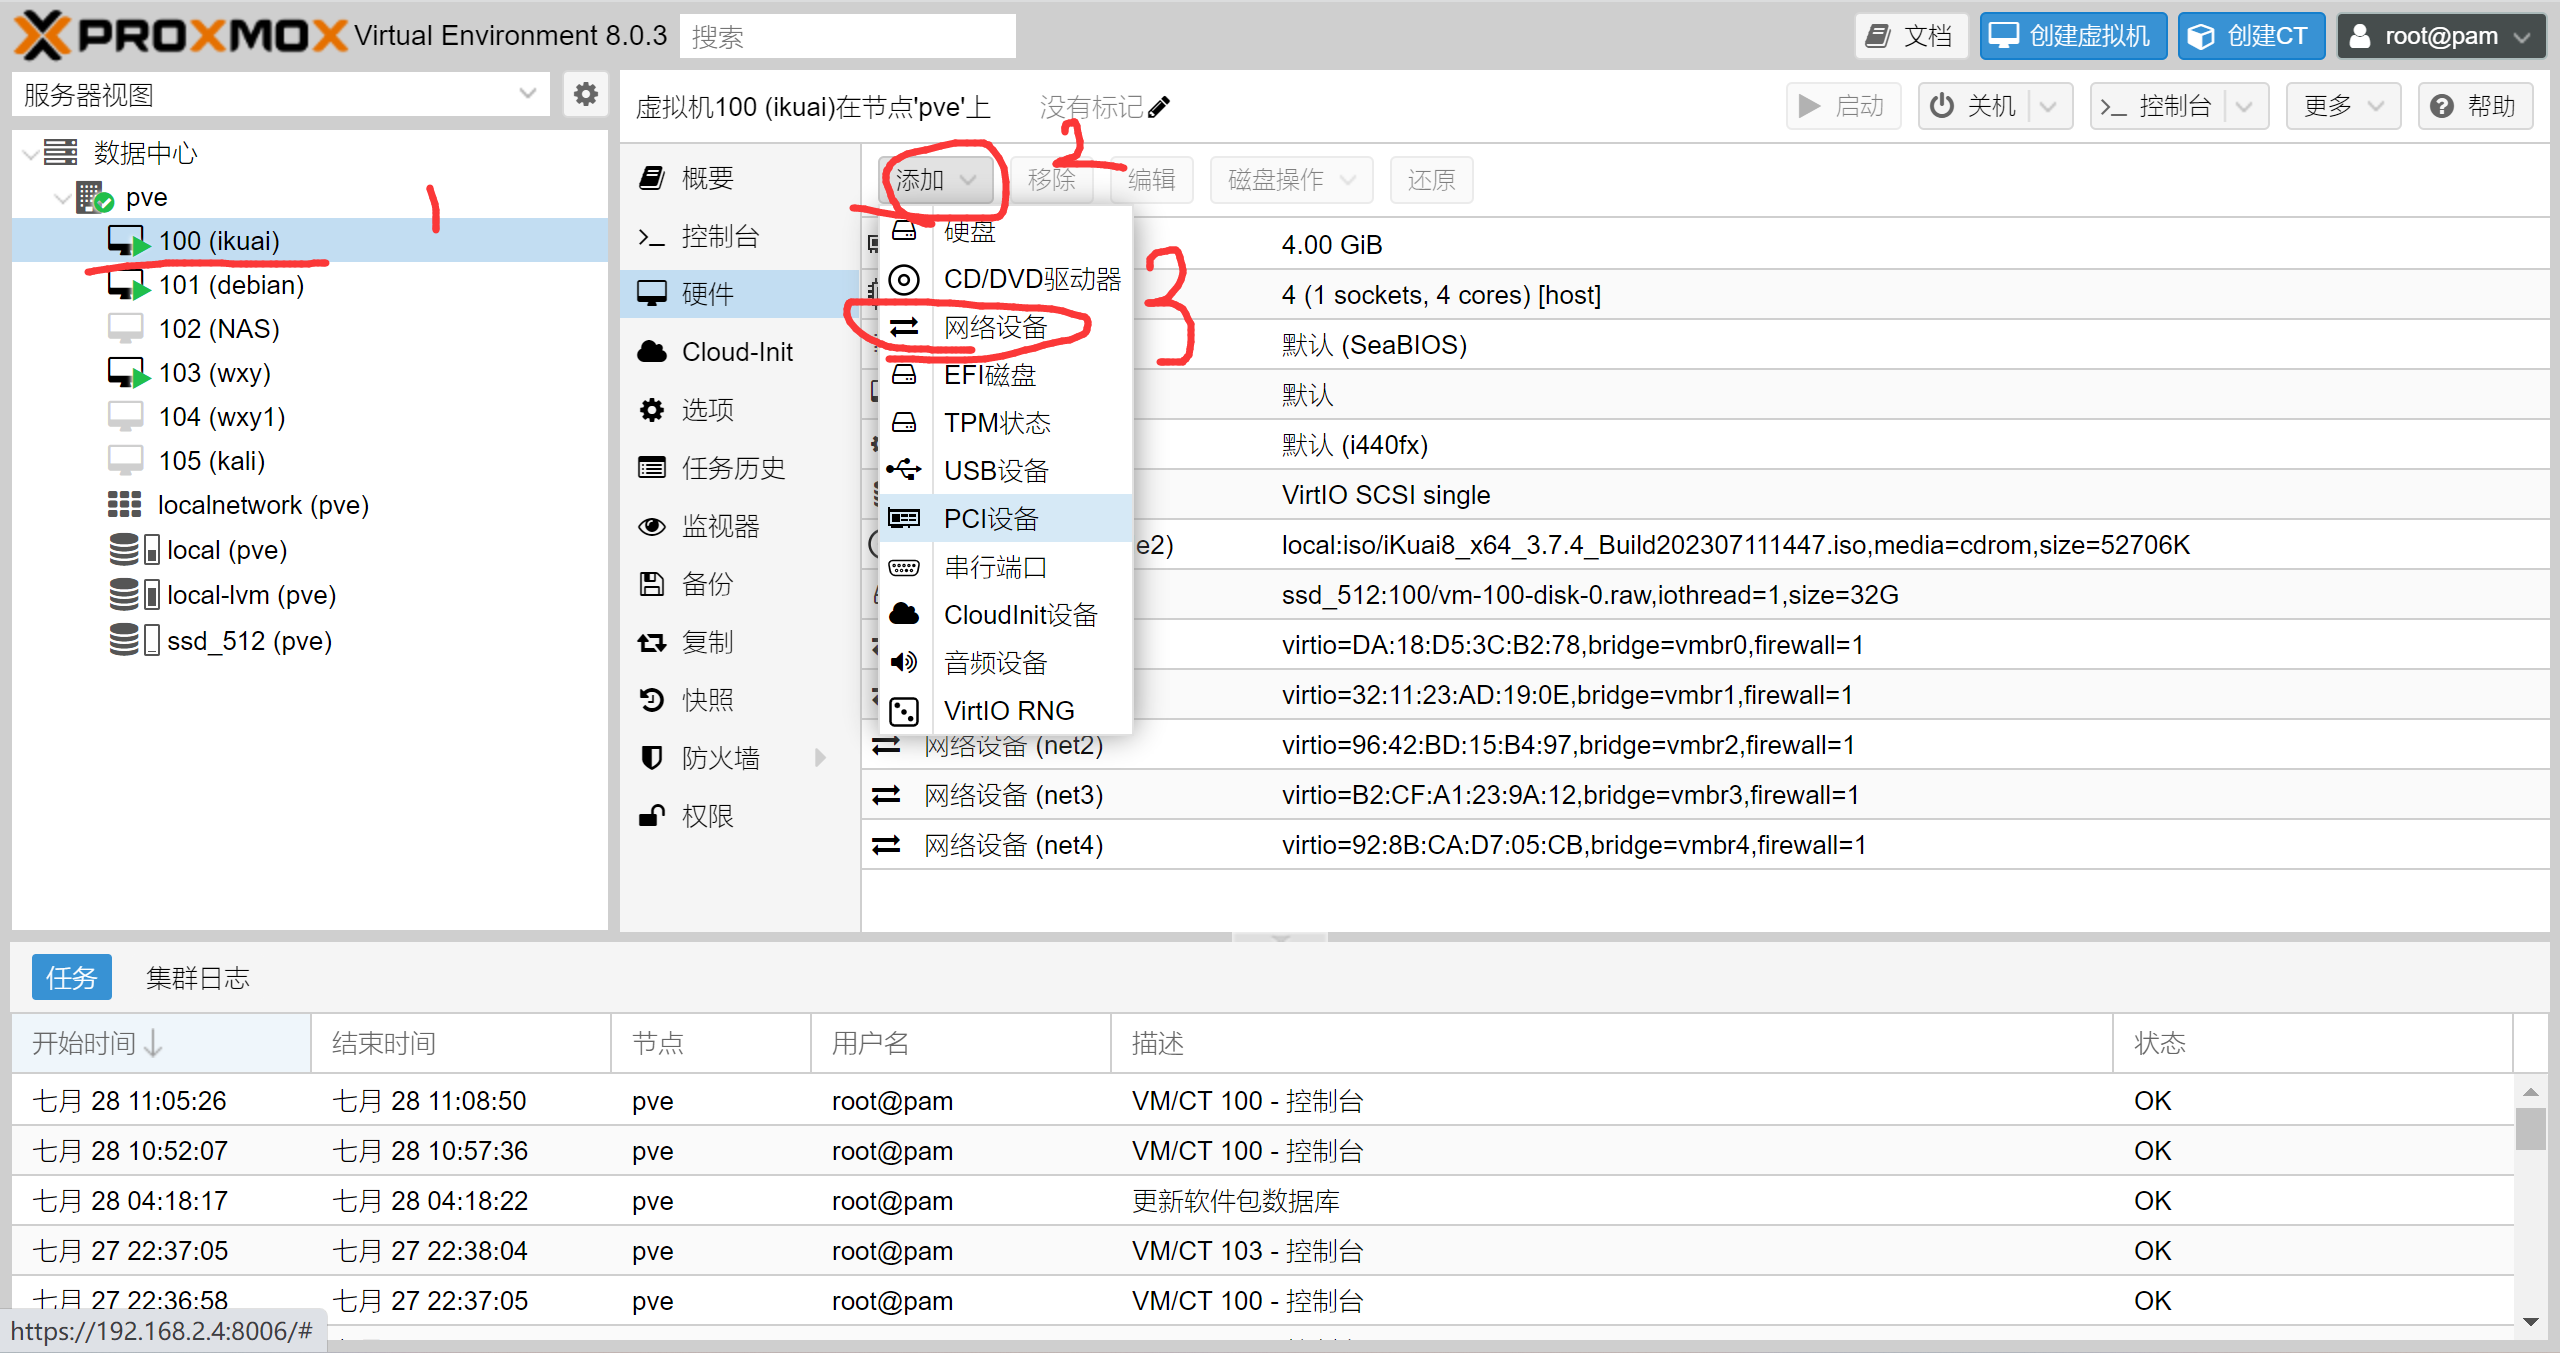 PROXMOX Virtual Environment 8.0.3 搜索 文档 创建虚拟机 创建CT root@pam
服务器视图
虚拟机100 (ikuai)在节点'pve'上 没有标记 启动 关机 控制台 更多 帮助
数据中心
pve
100 (ikuai)
101 (debian)
102 (NAS)
103 (wxy)
104 (wxy1)
105 (kali)
localnetwork (pve)
local (pve)
local-lvm (pve)
ssd_512 (pve)
1
2
3
概要
控制台
硬件
Cloud-Init
选项
任务历史
监视器
备份
复制
快照
防火墙
权限
添加 移除 编辑 磁盘操作 还原
硬盘
CD/DVD驱动器
网络设备
EFI磁盘
TPM状态
USB设备
PCI设备
串行端口
CloudInit设备
音频设备
VirtIO RNG
4.00 GiB
4 (1 sockets, 4 cores) [host]
默认 (SeaBIOS)
默认
默认 (i440fx)
VirtIO SCSI single
e2) local:iso/iKuai8_x64_3.7.4_Build202307111447.iso,media=cdrom,size=52706K
ssd_512:100/vm-100-disk-0.raw,iothread=1,size=32G
virtio=DA:18:D5:3C:B2:78,bridge=vmbr0,firewall=1
virtio=32:11:23:AD:19:0E,bridge=vmbr1,firewall=1
网络设备 (net2) virtio=96:42:BD:15:B4:97,bridge=vmbr2,firewall=1
网络设备 (net3) virtio=B2:CF:A1:23:9A:12,bridge=vmbr3,firewall=1
网络设备 (net4) virtio=92:8B:CA:D7:05:CB,bridge=vmbr4,firewall=1
任务 集群日志
开始时间 结束时间 节点 用户名 描述 状态
七月 28 11:05:26 七月 28 11:08:50 pve root@pam VM/CT 100 - 控制台 OK
七月 28 10:52:07 七月 28 10:57:36 pve root@pam VM/CT 100 - 控制台 OK
七月 28 04:18:17 七月 28 04:18:22 pve root@pam 更新软件包数据库 OK
七月 27 22:37:05 七月 27 22:38:04 pve root@pam VM/CT 103 - 控制台 OK
七月 27 22:36:58 七月 27 22:37:05 pve root@pam VM/CT 100 - 控制台 OK
https://192.168.2.4:8006/#